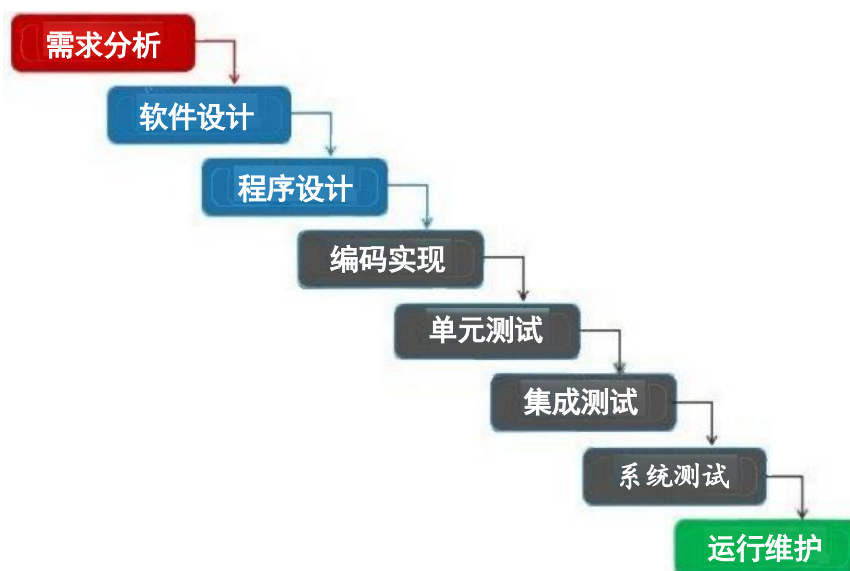 需求分析
软件设计
程序设计
编码实现
单元测试
集成测试
系统测试
运行维护